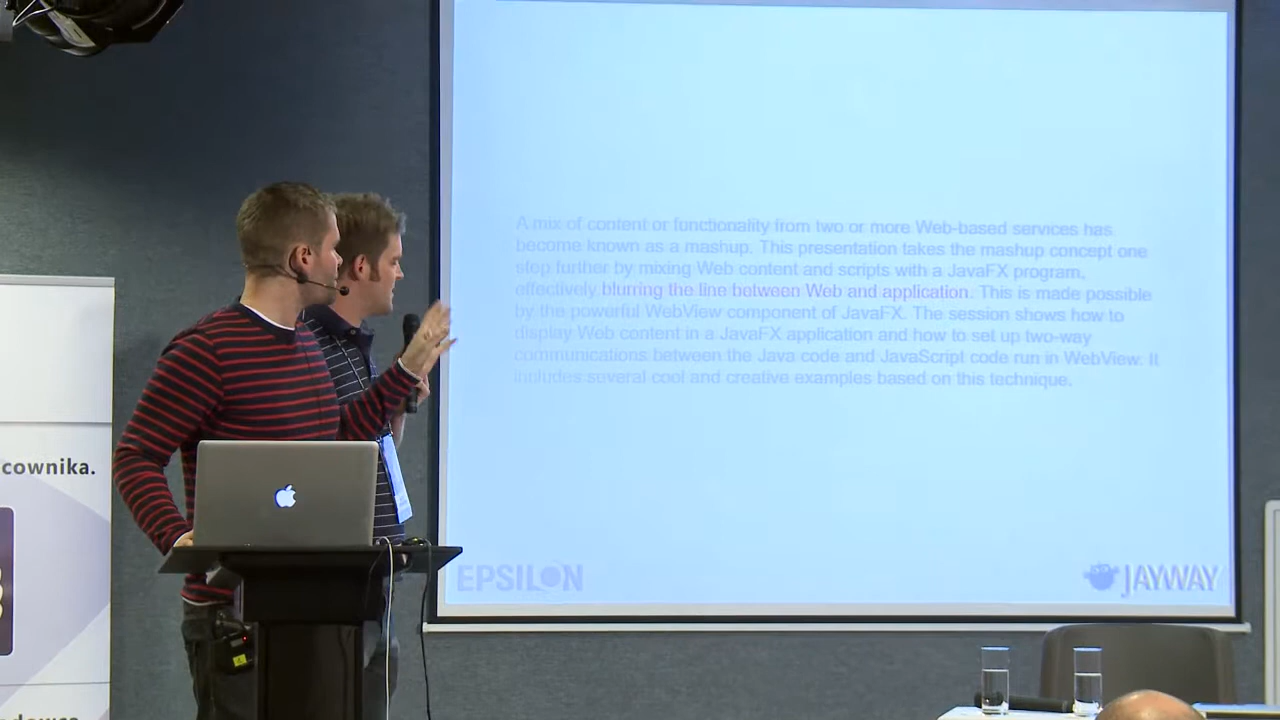 A mix of content or functionality from two or more Web-based services has
become known as a mashup. This presentation takes the mashup concept one
step further by mixing Web content and scripts with a JavaFX program,
effectively blurring the line between Web and application. This is made possible
by the powerful WebView component of JavaFX. The session shows how to
display Web content in a JavaFX application and how to set up two-way
communications between the Java code and JavaScript code run in WebView. It
includes several cool and creative examples based on this technique.
cownika.
EPSILON
JAYWAY